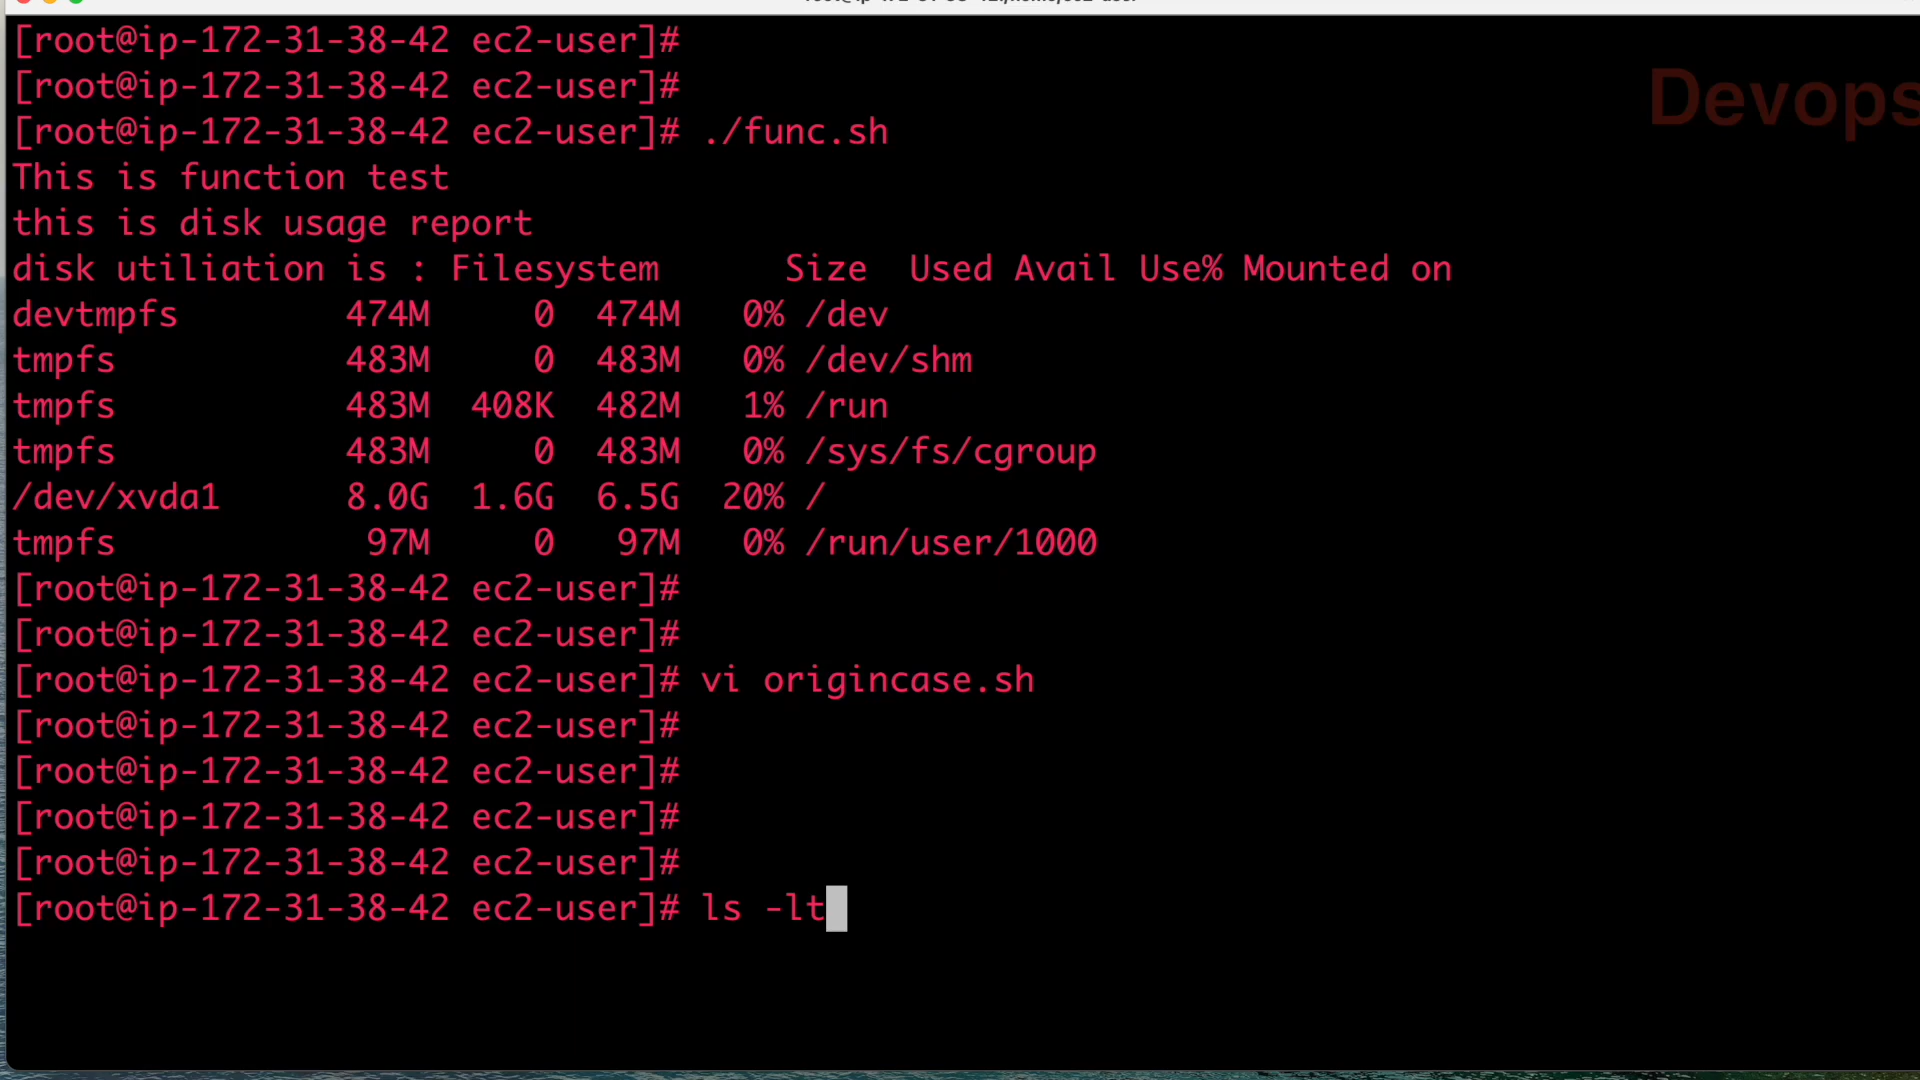 [root@ip-172-31-38-42 ec2-user]#
[root@ip-172-31-38-42 ec2-user]#
Devops
[root@ip-172-31-38-42 ec2-user]# ./func.sh
This is function test
this is disk usage report
disk utiliation is : Filesystem      Size  Used Avail Use% Mounted on
devtmpfs        474M     0  474M   0% /dev
tmpfs           483M     0  483M   0% /dev/shm
tmpfs           483M  408K  482M   1% /run
tmpfs           483M     0  483M   0% /sys/fs/cgroup
/dev/xvda1      8.0G  1.6G  6.5G  20% /
tmpfs            97M     0   97M   0% /run/user/1000
[root@ip-172-31-38-42 ec2-user]#
[root@ip-172-31-38-42 ec2-user]#
[root@ip-172-31-38-42 ec2-user]# vi origincase.sh
[root@ip-172-31-38-42 ec2-user]#
[root@ip-172-31-38-42 ec2-user]#
[root@ip-172-31-38-42 ec2-user]#
[root@ip-172-31-38-42 ec2-user]#
[root@ip-172-31-38-42 ec2-user]# ls -lt